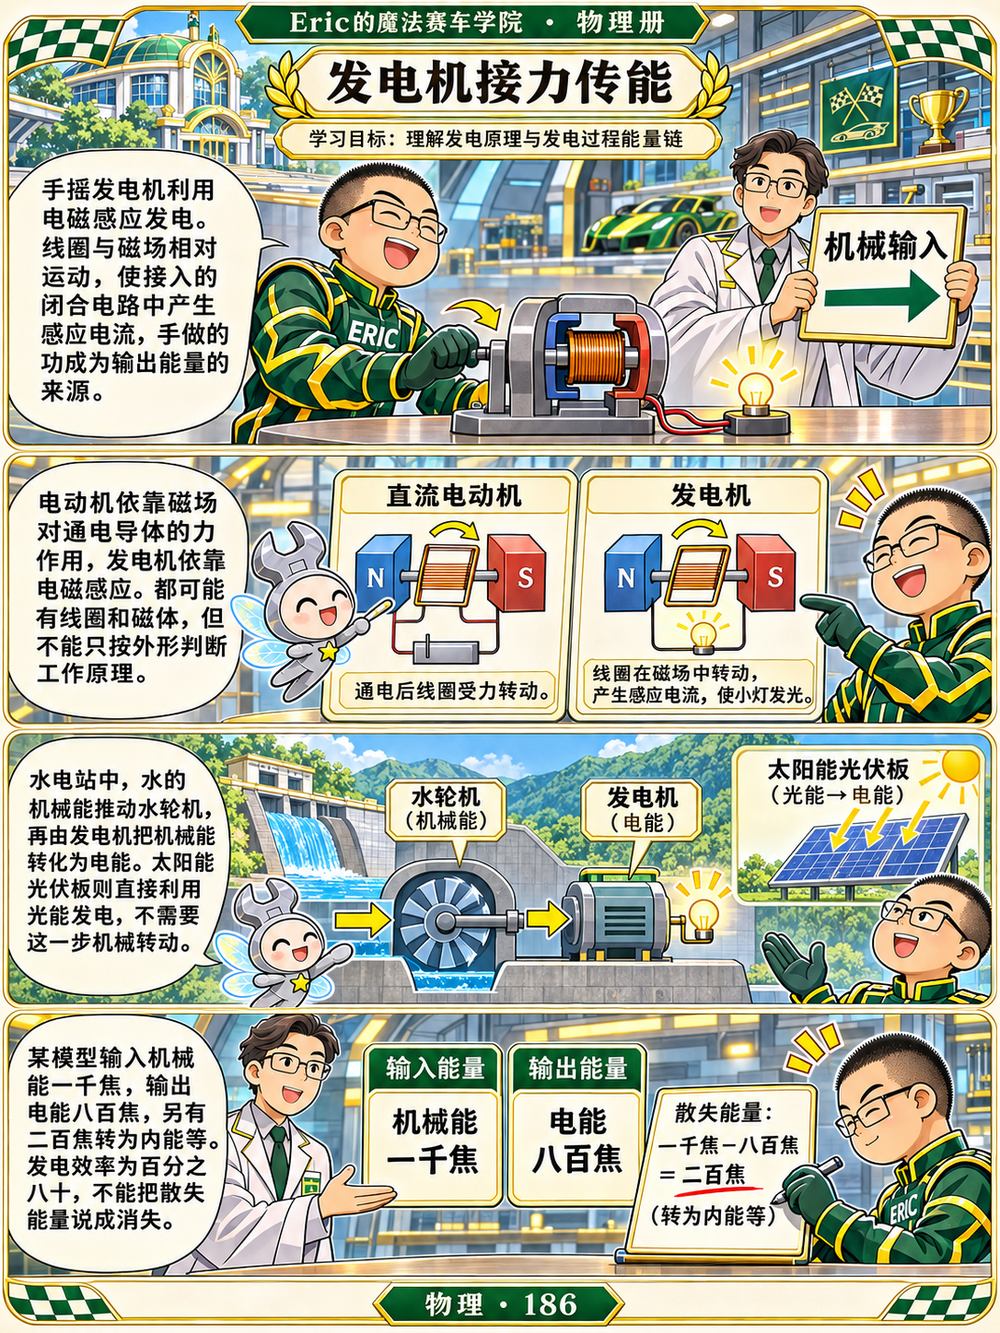 Eric的魔法赛车学院 · 物理册
发电机接力传能
学习目标：理解发电原理与发电过程能量链
手摇发电机利用
电磁感应发电。
线圈与磁场相对
运动，使接入的
闭合电路中产生
感应电流，手做的
功成为输出能量的
来源。
ERIC
机械输入
电动机依靠磁场
对通电导体的力
作用，发电机依靠
电磁感应。都可能
有线圈和磁体，但
不能只按外形判断
工作原理。
直流电动机
N
S
通电后线圈受力转动。
发电机
N
S
线圈在磁场中转动，
产生感应电流，使小灯发光。
水电站中，水的
机械能推动水轮机，
再由发电机把机械能
转化为电能。太阳能
光伏板则直接利用
光能发电，不需要
这一步机械转动。
水轮机
（机械能）
发电机
（电能）
太阳能光伏板
（光能→电能）
某模型输入机械
能一千焦，输出
电能八百焦，另有
二百焦转为内能等。
发电效率为百分之
八十，不能把散失
能量说成消失。
输入能量
机械能
一千焦
输出能量
电能
八百焦
散失能量：
一千焦－八百焦
＝二百焦
（转为内能等）
ERIC
物理 · 186